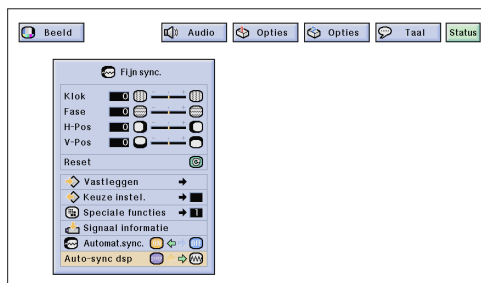 Beeld Audio Opties Opties Taal Status
Fijn sync.
Klok 0
Fase 0
H-Pos 0
V-Pos 0
Reset
Vastleggen
Keuze instel.
Speciale functies 1
Signaal informatie
Automat.sync.
Auto-sync dsp